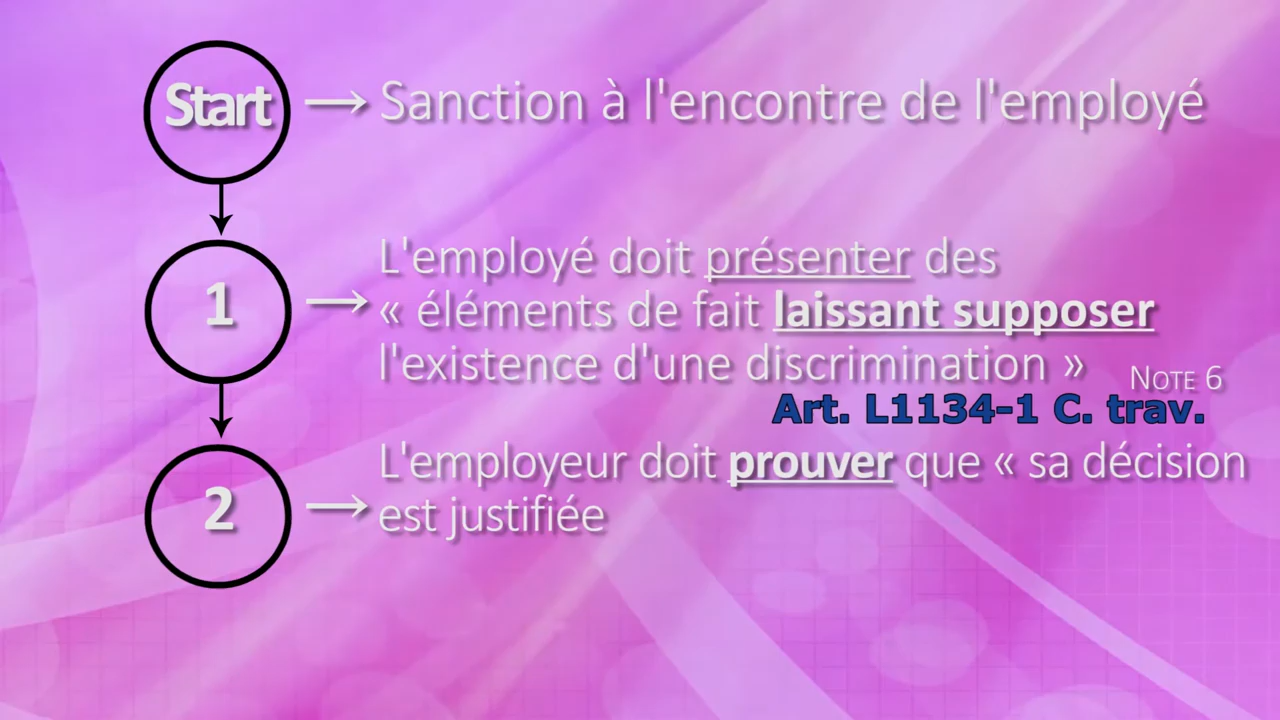 Start → Sanction à l'encontre de l'employé
L'employé doit présenter des
1 → « éléments de fait laissant supposer
l'existence d'une discrimination »
NOTE 6
Art. L1134-1 C. trav.
L'employeur doit prouver que « sa décision
2 → est justifiée